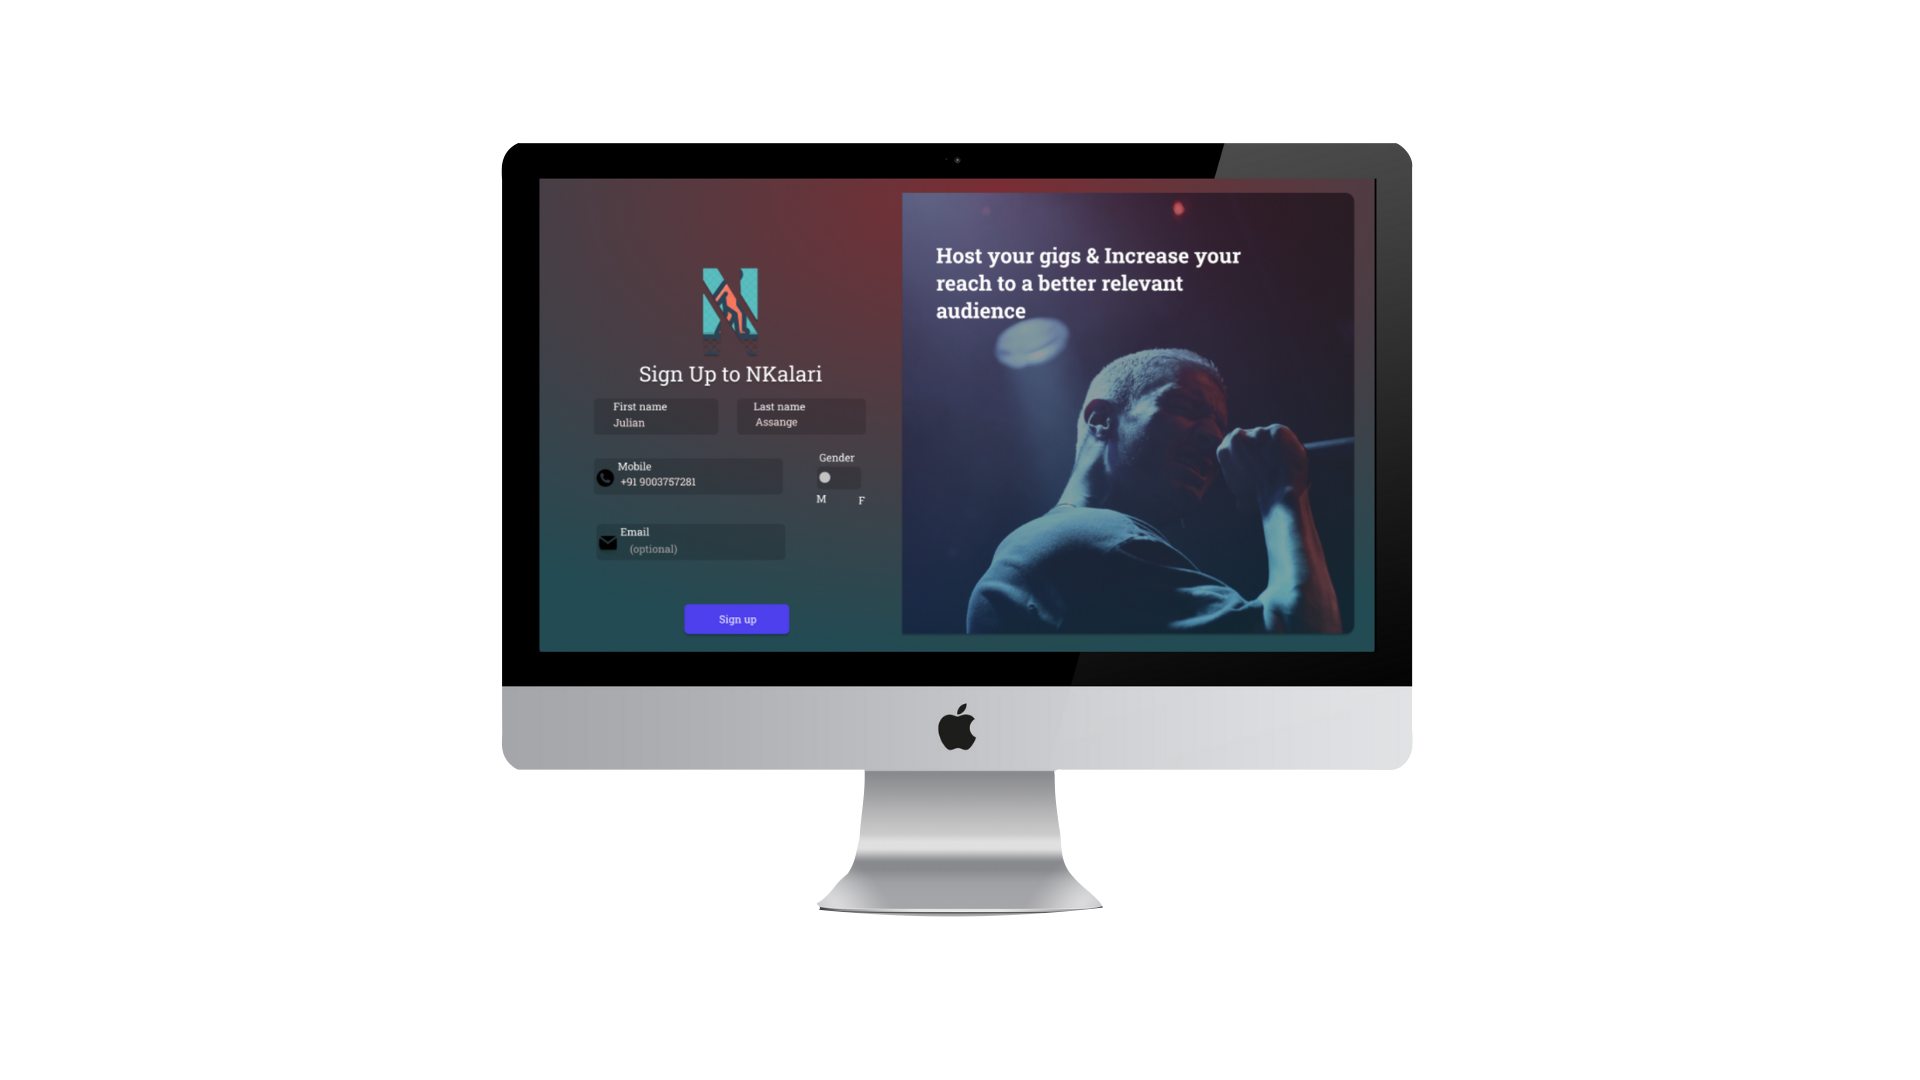 Host your gigs & Increase your
reach to a better relevant
audience
N
Sign Up to NKalari
First name
Julian
Last name
Assange
Mobile
+91 9003757281
Gender
M F
Email
(optional)
Sign up